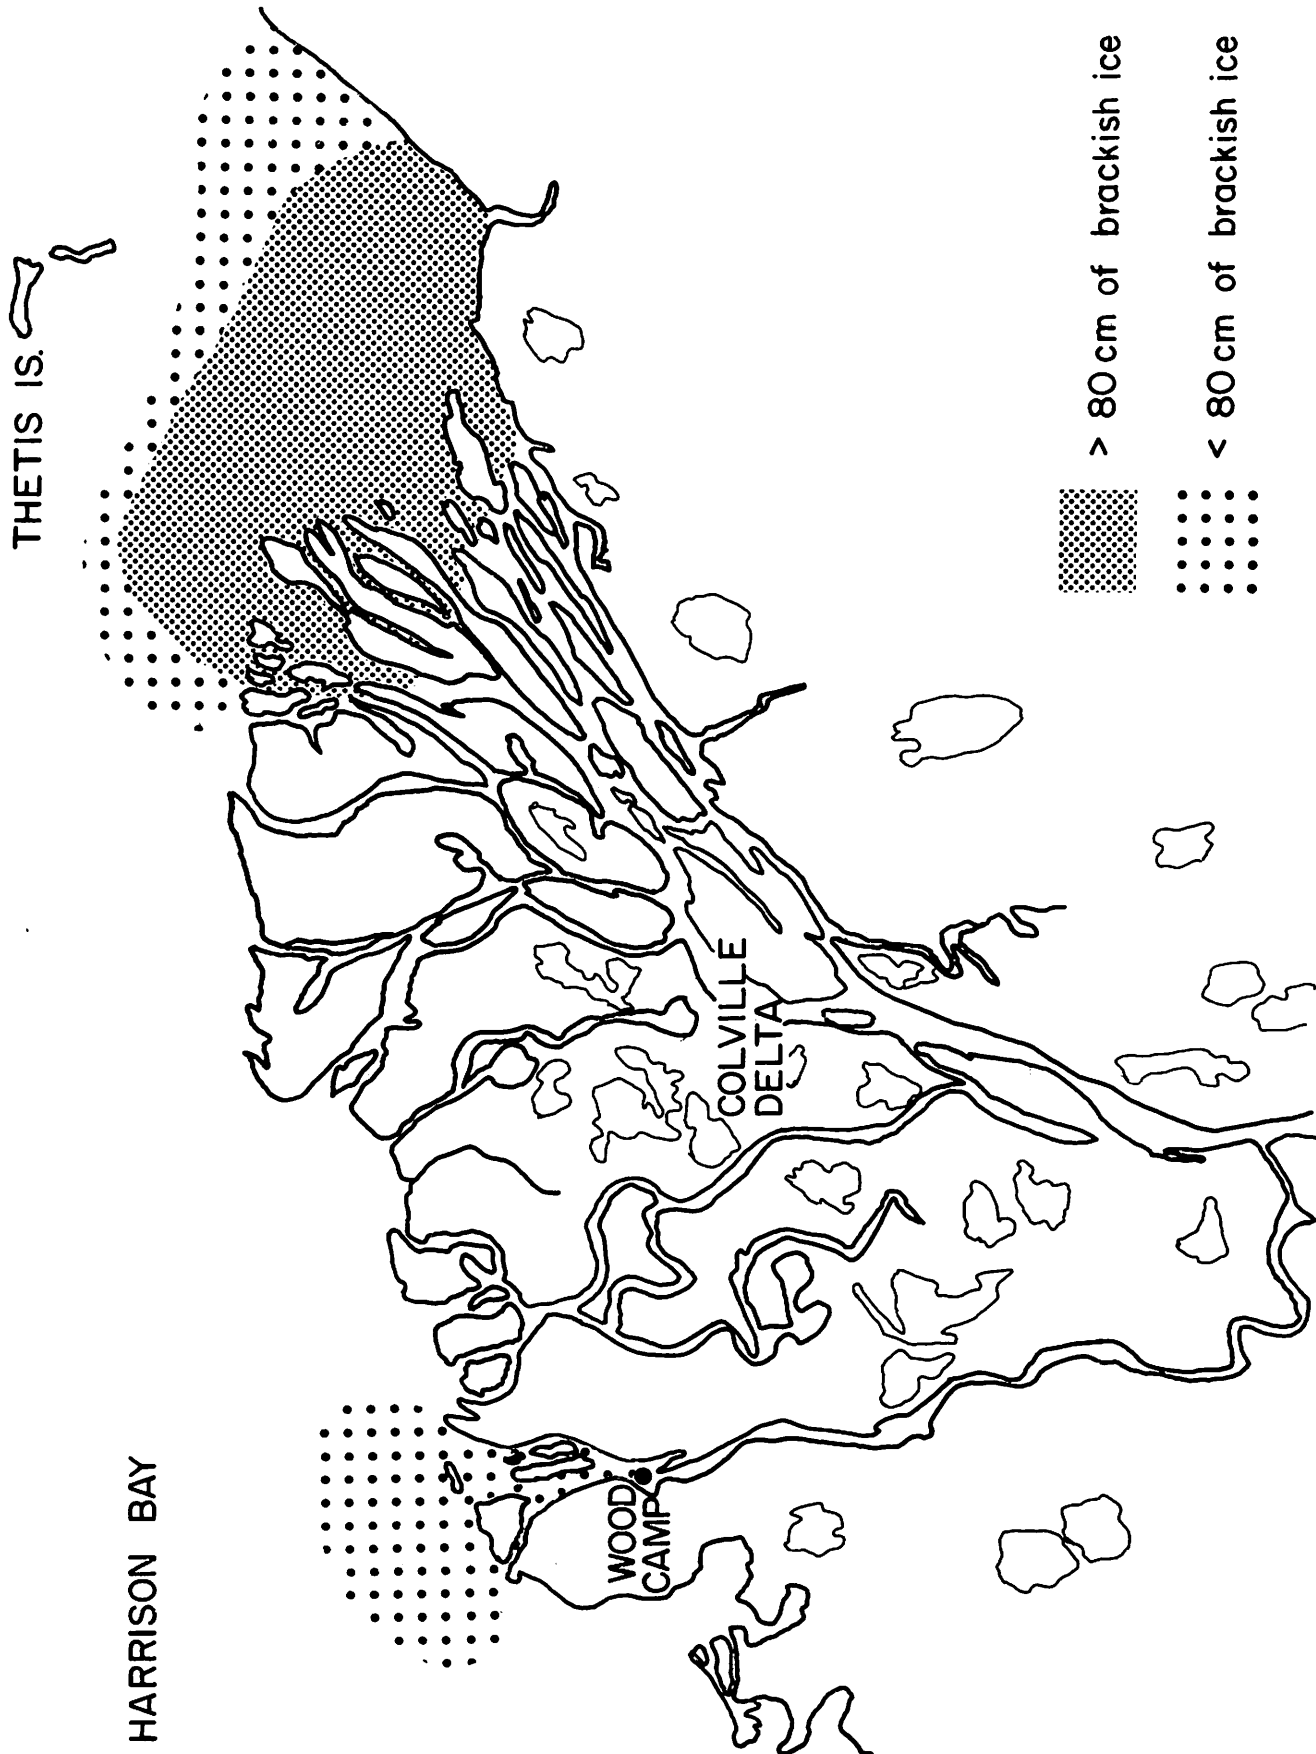 HARRISON BAY
THETIS IS.
WOOD
CAMP
COLVILLE
DELTA
> 80 cm of brackish ice
< 80 cm of brackish ice